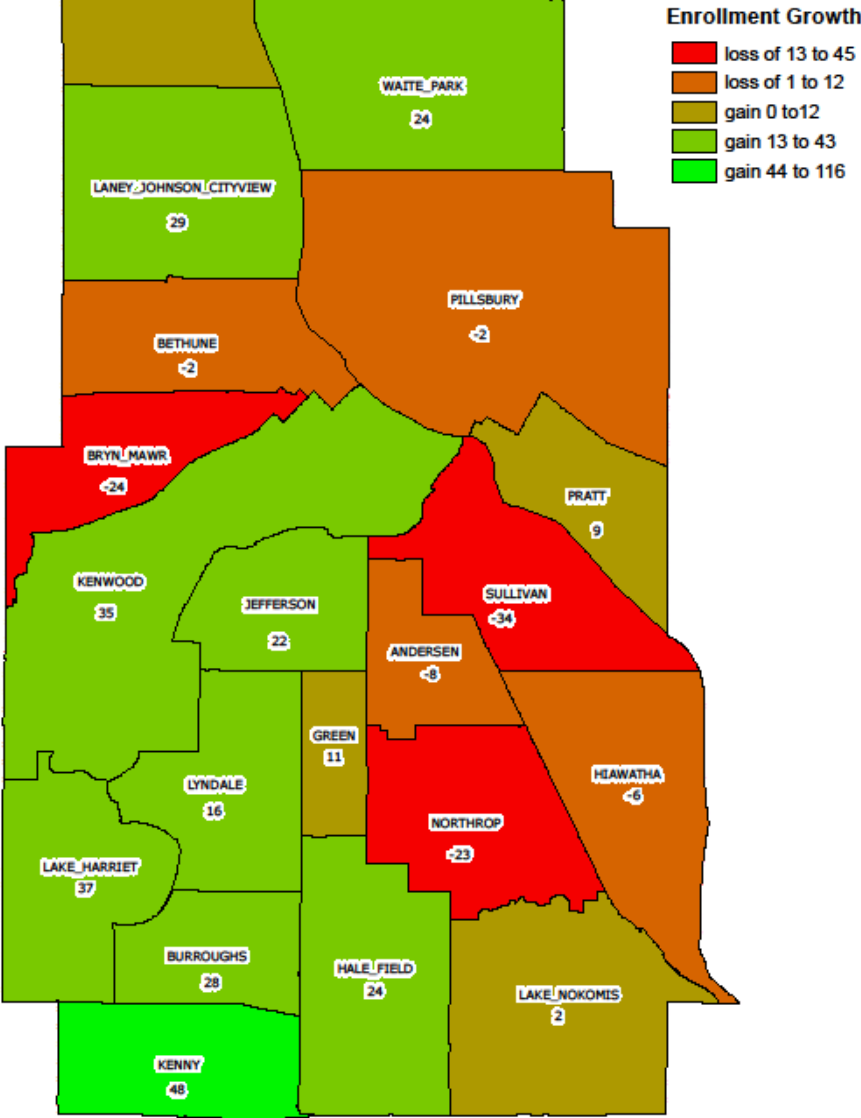 Enrollment Growth
loss of 13 to 45
loss of 1 to 12
gain 0 to12
gain 13 to 43
gain 44 to 116
WAITE_PARK
24
LANEY_JOHNSON_CITYVIEW
29
PILLSBURY
-2
BETHUNE
-2
BRYN_MAWR
-24
PRATT
9
KENWOOD
35
SULLIVAN
-34
JEFFERSON
22
ANDERSEN
-8
GREEN
11
HIAWATHA
-6
LYNDALE
16
NORTHROP
-23
LAKE_HARRIET
37
BURROUGHS
28
HALE_FIELD
24
LAKE_NOKOMIS
2
KENNY
48